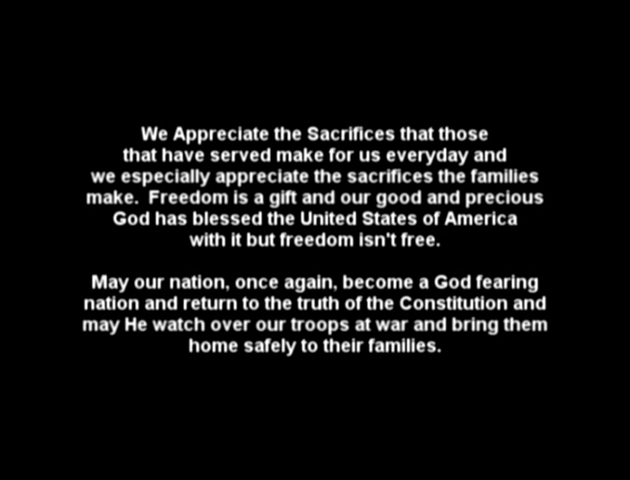 We Appreciate the Sacrifices that those
that have served make for us everyday and
we especially appreciate the sacrifices the families
make.  Freedom is a gift and our good and precious
God has blessed the United States of America
with it but freedom isn't free.

May our nation, once again, become a God fearing
nation and return to the truth of the Constitution and
may He watch over our troops at war and bring them
home safely to their families.